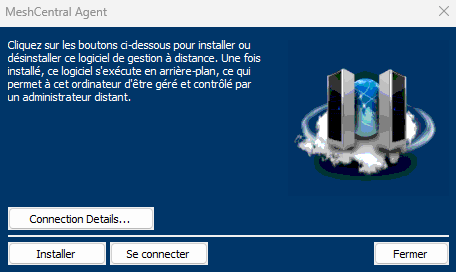 MeshCentral Agent
Cliquez sur les boutons ci-dessous pour installer ou
désinstaller ce logiciel de gestion à distance. Une fois
installé, ce logiciel s'exécute en arrière-plan, ce qui
permet à cet ordinateur d'être géré et contrôlé par
un administrateur distant.
Connection Details...
Installer
Se connecter
Fermer